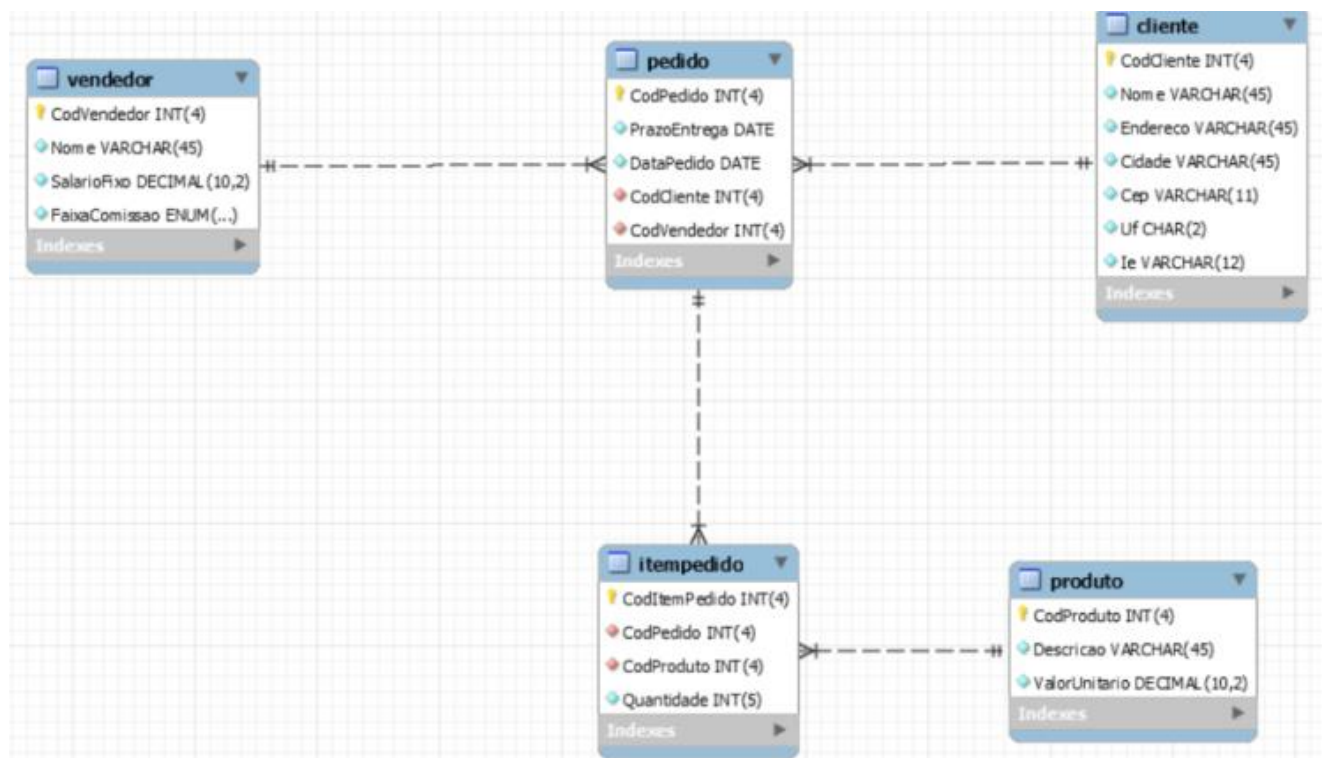 vendedor
CodVendedor INT(4)
Nome VARCHAR(45)
SalarioFixo DECIMAL(10,2)
FaixaComissao ENUM(...)
Indexes
pedido
CodPedido INT(4)
PrazoEntrega DATE
DataPedido DATE
CodCliente INT(4)
CodVendedor INT(4)
Indexes
cliente
CodCliente INT(4)
Nome VARCHAR(45)
Endereco VARCHAR(45)
Cidade VARCHAR(45)
Cep VARCHAR(11)
Uf CHAR(2)
Ie VARCHAR(12)
Indexes
itempedido
CodItemPedido INT(4)
CodPedido INT(4)
CodProduto INT(4)
Quantidade INT(5)
Indexes
produto
CodProduto INT(4)
Descricao VARCHAR(45)
ValorUnitario DECIMAL(10,2)
Indexes